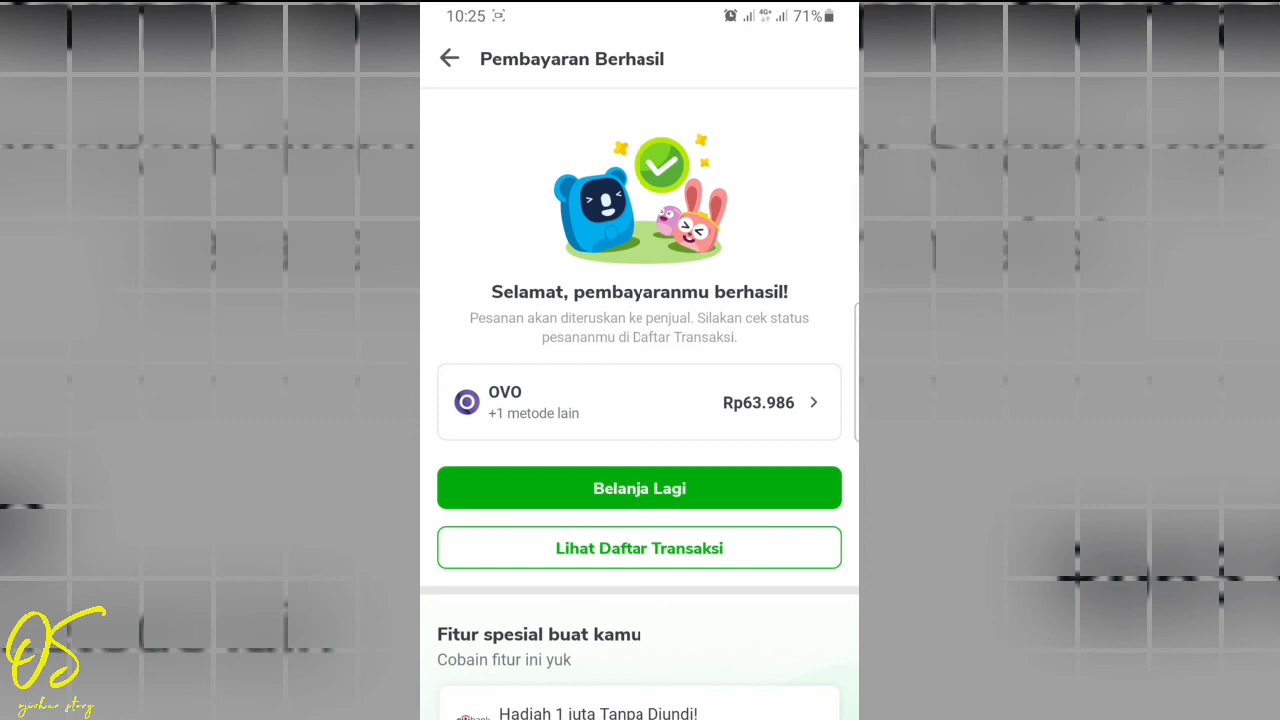 10:25
4G+
71%
Pembayaran Berhasil
Selamat, pembayaranmu berhasil!
Pesanan akan diteruskan ke penjual. Silakan cek status
pesananmu di Daftar Transaksi.
OVO
+1 metode lain
Rp63.986
Belanja Lagi
Lihat Daftar Transaksi
Fitur spesial buat kamu
Cobain fitur ini yuk
Hadiah 1 juta Tanpa Diundi!
OS